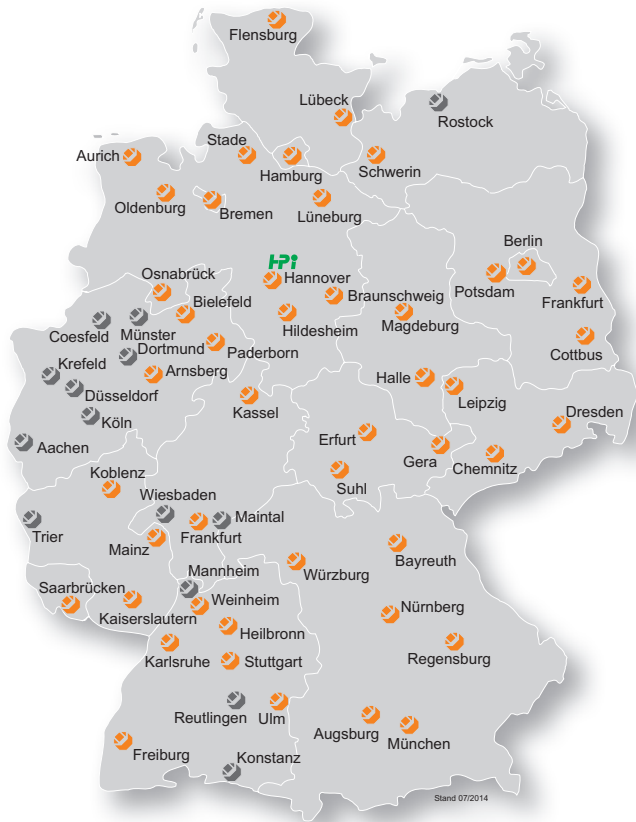 Flensburg
Lübeck
Rostock
Stade
Aurich
Hamburg
Schwerin
Oldenburg
Bremen
Lüneburg
HPi
Berlin
Osnabrück
Hannover
Potsdam
Frankfurt
Bielefeld
Braunschweig
Coesfeld
Münster
Hildesheim
Magdeburg
Dortmund
Paderborn
Cottbus
Krefeld
Arnsberg
Halle
Düsseldorf
Kassel
Leipzig
Dresden
Köln
Aachen
Erfurt
Gera
Chemnitz
Koblenz
Suhl
Wiesbaden
Maintal
Trier
Mainz
Frankfurt
Bayreuth
Mannheim
Würzburg
Saarbrücken
Weinheim
Nürnberg
Kaiserslautern
Heilbronn
Karlsruhe
Stuttgart
Regensburg
Reutlingen
Ulm
Augsburg
München
Freiburg
Konstanz
Stand 07/2014